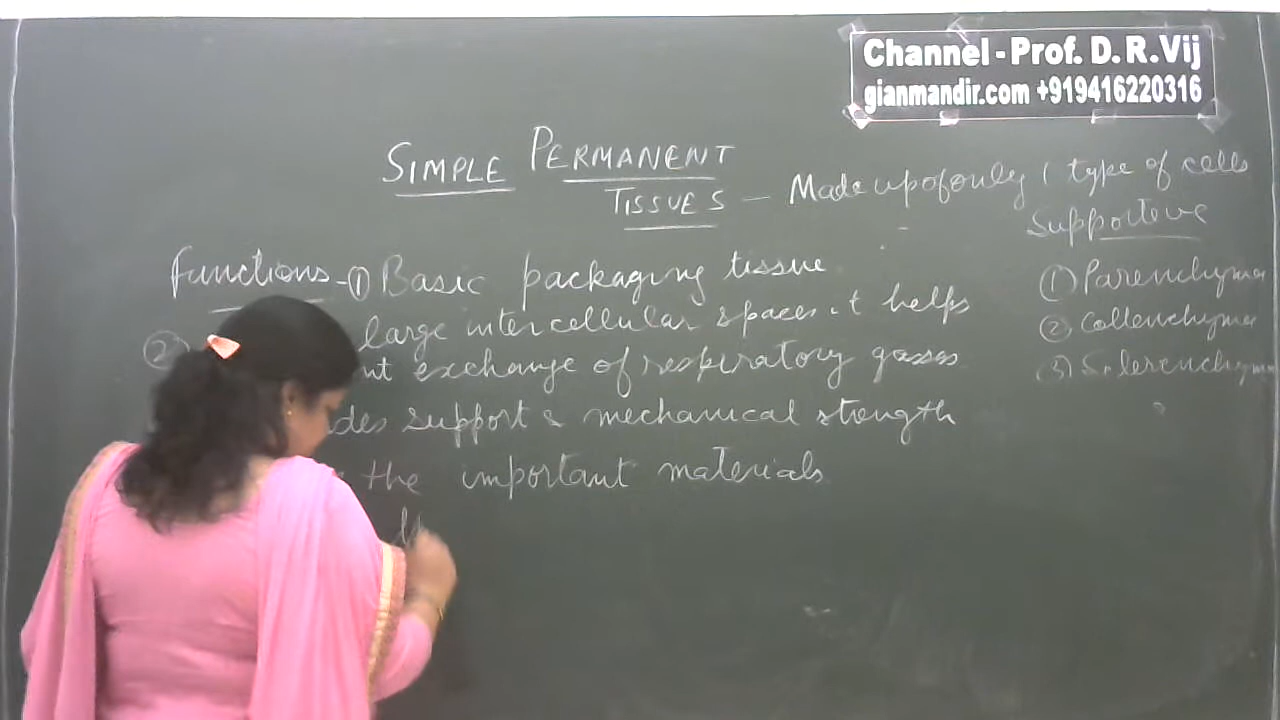 Channel - Prof. D. R. Vij
gianmandir.com +919416220316
SIMPLE PERMANENT
TISSUES — Made up of only 1 type of cells
Supportive
Functions - ① Basic packaging tissue
② large intercellular spaces it helps
exchange of respiratory gasses
support & mechanical strength
the important materials
① Parenchyma
② Collenchyma
③ Sclerenchyma